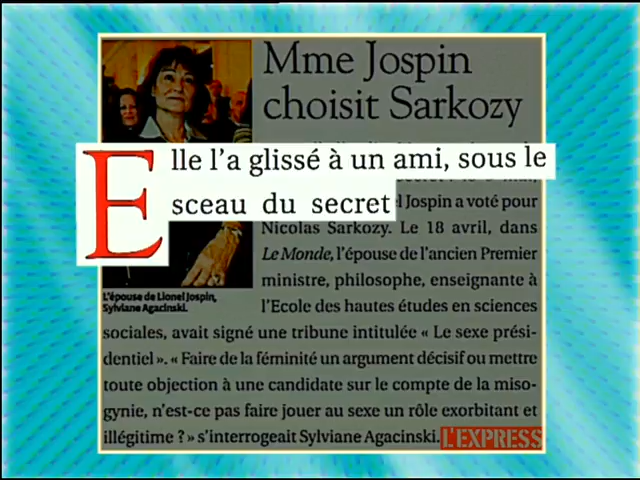 Mme Jospin
choisit Sarkozy
Elle l'a glissé à un ami, sous le
sceau du secret
l Jospin a voté pour
Nicolas Sarkozy. Le 18 avril, dans
Le Monde, l'épouse de l'ancien Premier
ministre, philosophe, enseignante à
l'Ecole des hautes études en sciences
L'épouse de Lionel Jospin,
Sylviane Agacinski.
sociales, avait signé une tribune intitulée « Le sexe prési-
dentiel ». « Faire de la féminité un argument décisif ou mettre
toute objection à une candidate sur le compte de la miso-
gynie, n'est-ce pas faire jouer au sexe un rôle exorbitant et
illégitime ? » s'interrogeait Sylviane Agacinski.
L'EXPRESS